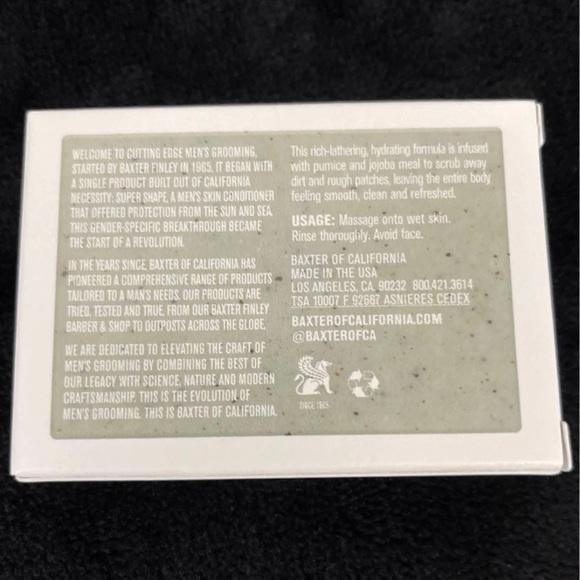 WELCOME TO CUTTING EDGE MEN'S GROOMING,
STARTED BY BAXTER FINLEY IN 1965. IT BEGAN WITH
A SINGLE PRODUCT BUILT OUT OF CALIFORNIA
NECESSITY: SUPER SHAPE, A MEN'S SKIN CONDITIONER
THAT OFFERED PROTECTION FROM THE SUN AND SEA.
THIS GENDER-SPECIFIC BREAKTHROUGH BECAME
THE START OF A REVOLUTION.
IN THE YEARS SINCE, BAXTER OF CALIFORNIA HAS
PIONEERED A COMPREHENSIVE RANGE OF PRODUCTS
TAILORED TO A MAN'S NEEDS. OUR PRODUCTS ARE
TRIED, TESTED AND TRUE, FROM OUR BAXTER FINLEY
BARBER & SHOP TO OUTPOSTS ACROSS THE GLOBE.
WE ARE DEDICATED TO ELEVATING THE CRAFT OF
MEN'S GROOMING BY COMBINING THE BEST OF
OUR LEGACY WITH SCIENCE, NATURE AND MODERN
CRAFTSMANSHIP. THIS IS THE EVOLUTION OF
MEN'S GROOMING. THIS IS BAXTER OF CALIFORNIA.
This rich-lathering, hydrating formula is infused
with pumice and jojoba meal to scrub away
dirt and rough patches, leaving the entire body
feeling smooth, clean and refreshed.
USAGE: Massage onto wet skin.
Rinse thoroughly. Avoid face.
BAXTER OF CALIFORNIA
MADE IN THE USA
LOS ANGELES, CA. 90232 800.421.3614
TSA 10007 F 92667 ASNIERES CEDEX
BAXTEROFCALIFORNIA.COM
@BAXTEROFCA
SINCE 1965